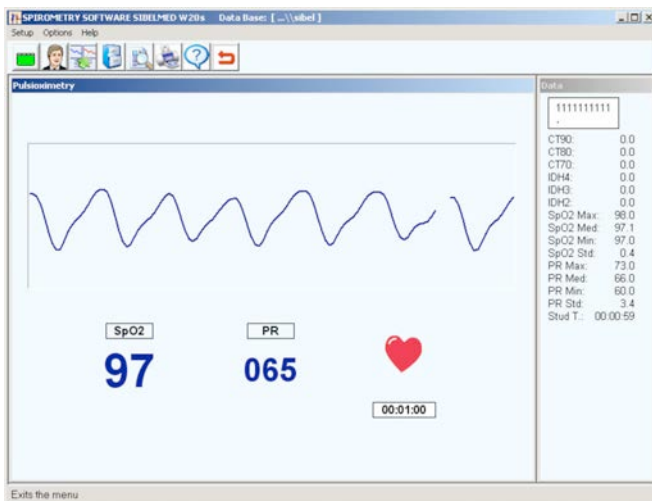 SPIROMETRY SOFTWARE SIBELMED W20s Data Base: [ ...\\sibel ]
Setup Options Help
Pulsioximetry
SpO2
97
PR
065
00:01:00
Data
1111111111
.
CT90: 0.0
CT80: 0.0
CT70: 0.0
IDH4: 0.0
IDH3: 0.0
IDH2: 0.0
SpO2 Max: 98.0
SpO2 Med: 97.1
SpO2 Min: 97.0
SpO2 Std: 0.4
PR Max: 73.0
PR Med: 66.0
PR Min: 60.0
PR Std: 3.4
Stud T.: 00:00:59
Exits the menu